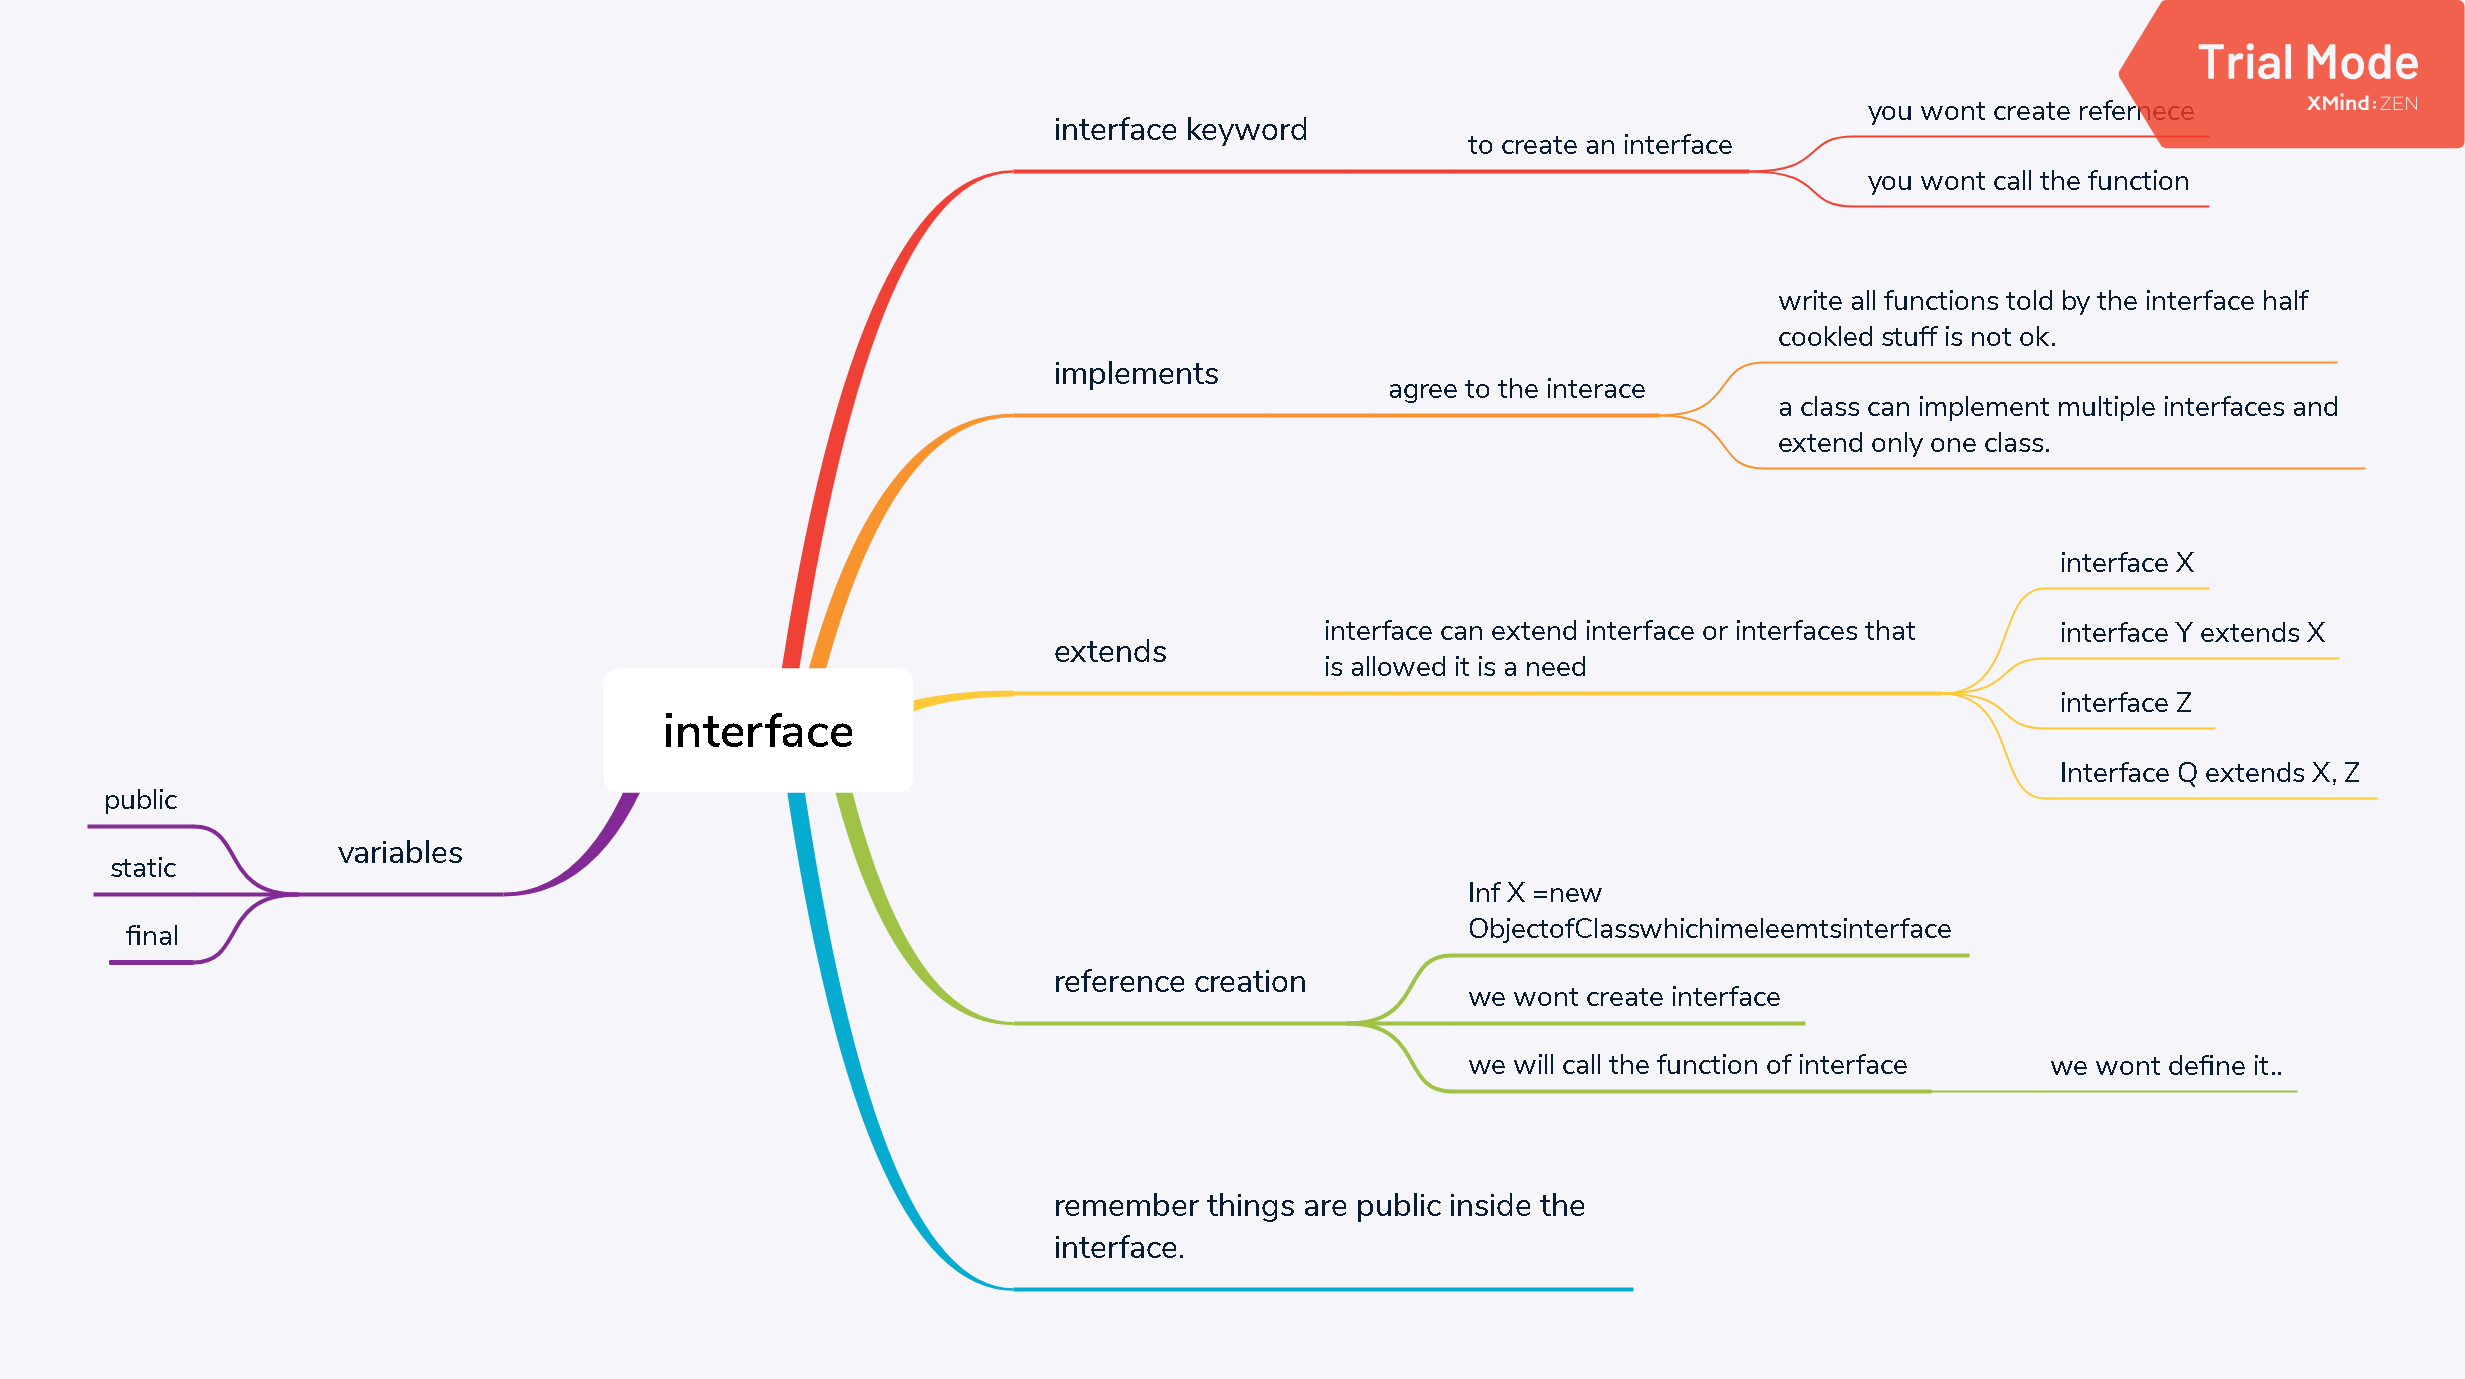 Trial Mode
XMind:ZEN
interface keyword
to create an interface
you wont create refernece
you wont call the function
implements
agree to the interace
write all functions told by the interface half
cookled stuff is not ok.
a class can implement multiple interfaces and
extend only one class.
extends
interface can extend interface or interfaces that
is allowed it is a need
interface X
interface Y extends X
interface Z
Interface Q extends X, Z
interface
variables
public
static
final
reference creation
Inf X =new
ObjectofClasswhichimeleemtsinterface
we wont create interface
we will call the function of interface
we wont define it..
remember things are public inside the
interface.